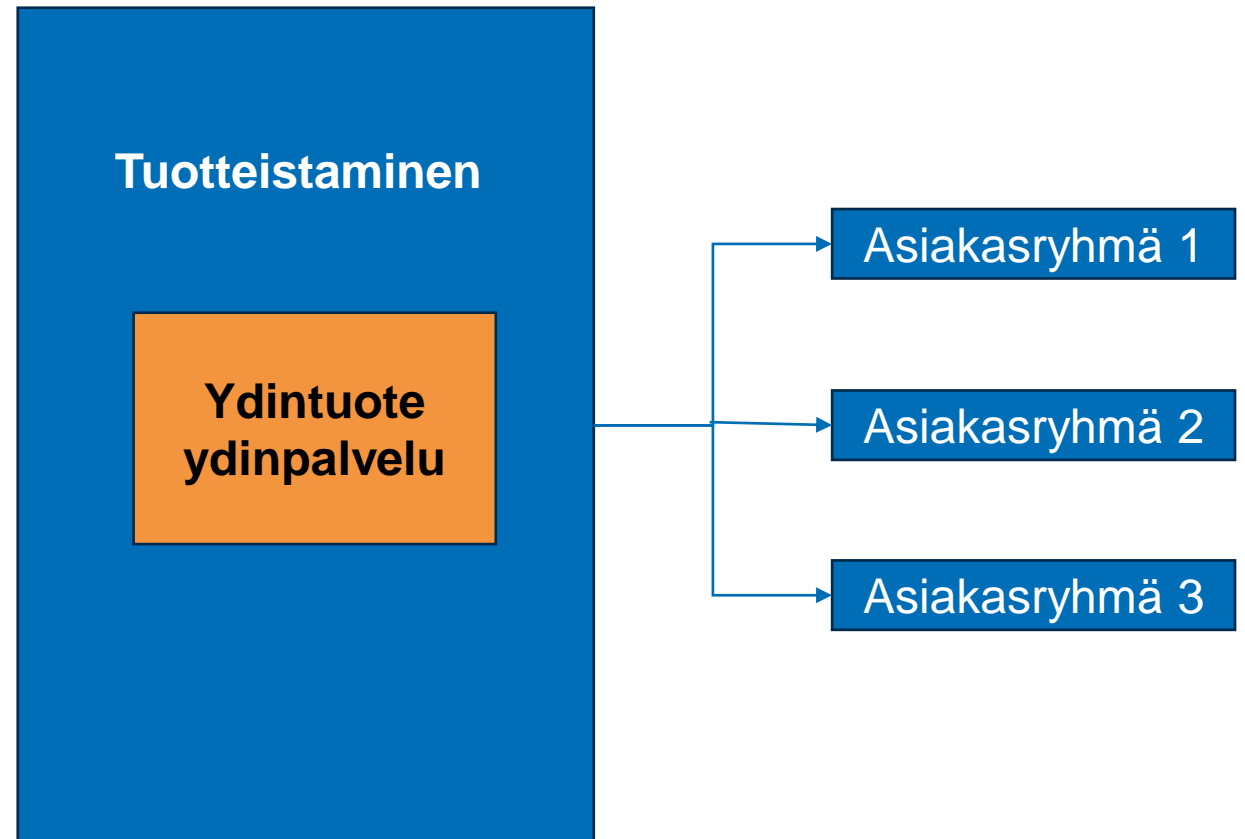 Tuotteistaminen
Ydintuote
ydinpalvelu
Asiakasryhmä 1
Asiakasryhmä 2
Asiakasryhmä 3